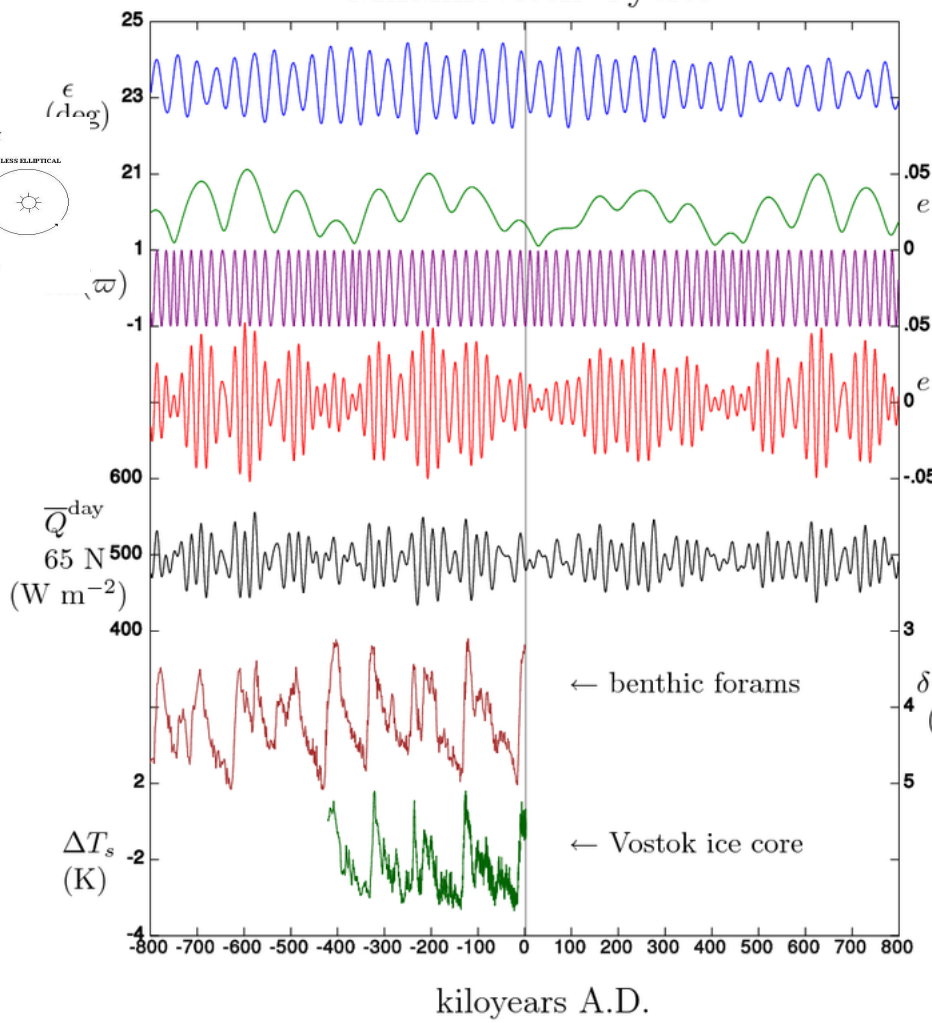 25
ϵ
(deg)
23
LESS ELLIPTICAL
21
.05
e
1
0
ϖ)
-1
.05
e
0
600
-.05
Q̅ day
65 N
500
(W m−2)
400
3
← benthic forams
δ
4
2
5
ΔTs
(K)
-2
← Vostok ice core
-4
-800 -700 -600 -500 -400 -300 -200 -100 0 100 200 300 400 500 600 700 800
kiloyears A.D.